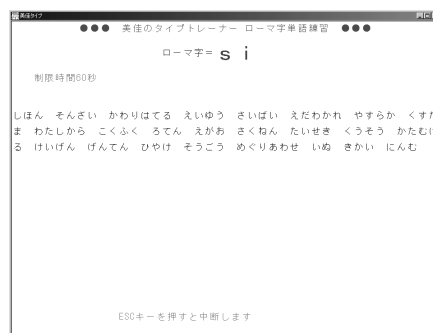 美佳タイプ
●●● 美佳のタイプトレーナー ローマ字単語練習 ●●●
ローマ字= s i
制限時間60秒
しほん そんざい かわりはてる えいゆう さいばい えだわかれ やすらか くすだ
ま わたしから こくふく ろてん えがお さくねん たいせき くうそう かたむけ
る けいげん げんてん ひやけ そうごう めぐりあわせ いぬ きかい にんむ
ESCキーを押すと中断します